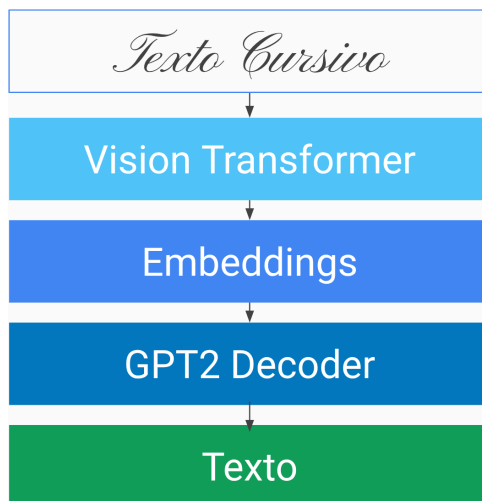 Texto Cursivo
Vision Transformer
Embeddings
GPT2 Decoder
Texto